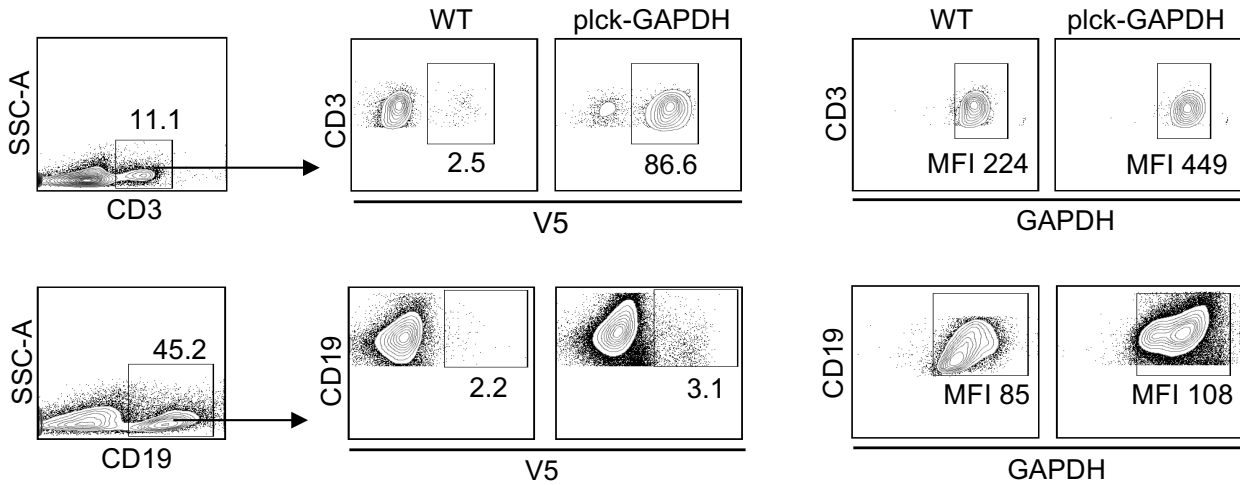 WT
plck-GAPDH
WT
plck-GAPDH
SSC-A
11.1
CD3
CD3
2.5
86.6
V5
CD3
MFI 224
MFI 449
GAPDH
SSC-A
45.2
CD19
CD19
2.2
3.1
V5
CD19
MFI 85
MFI 108
GAPDH